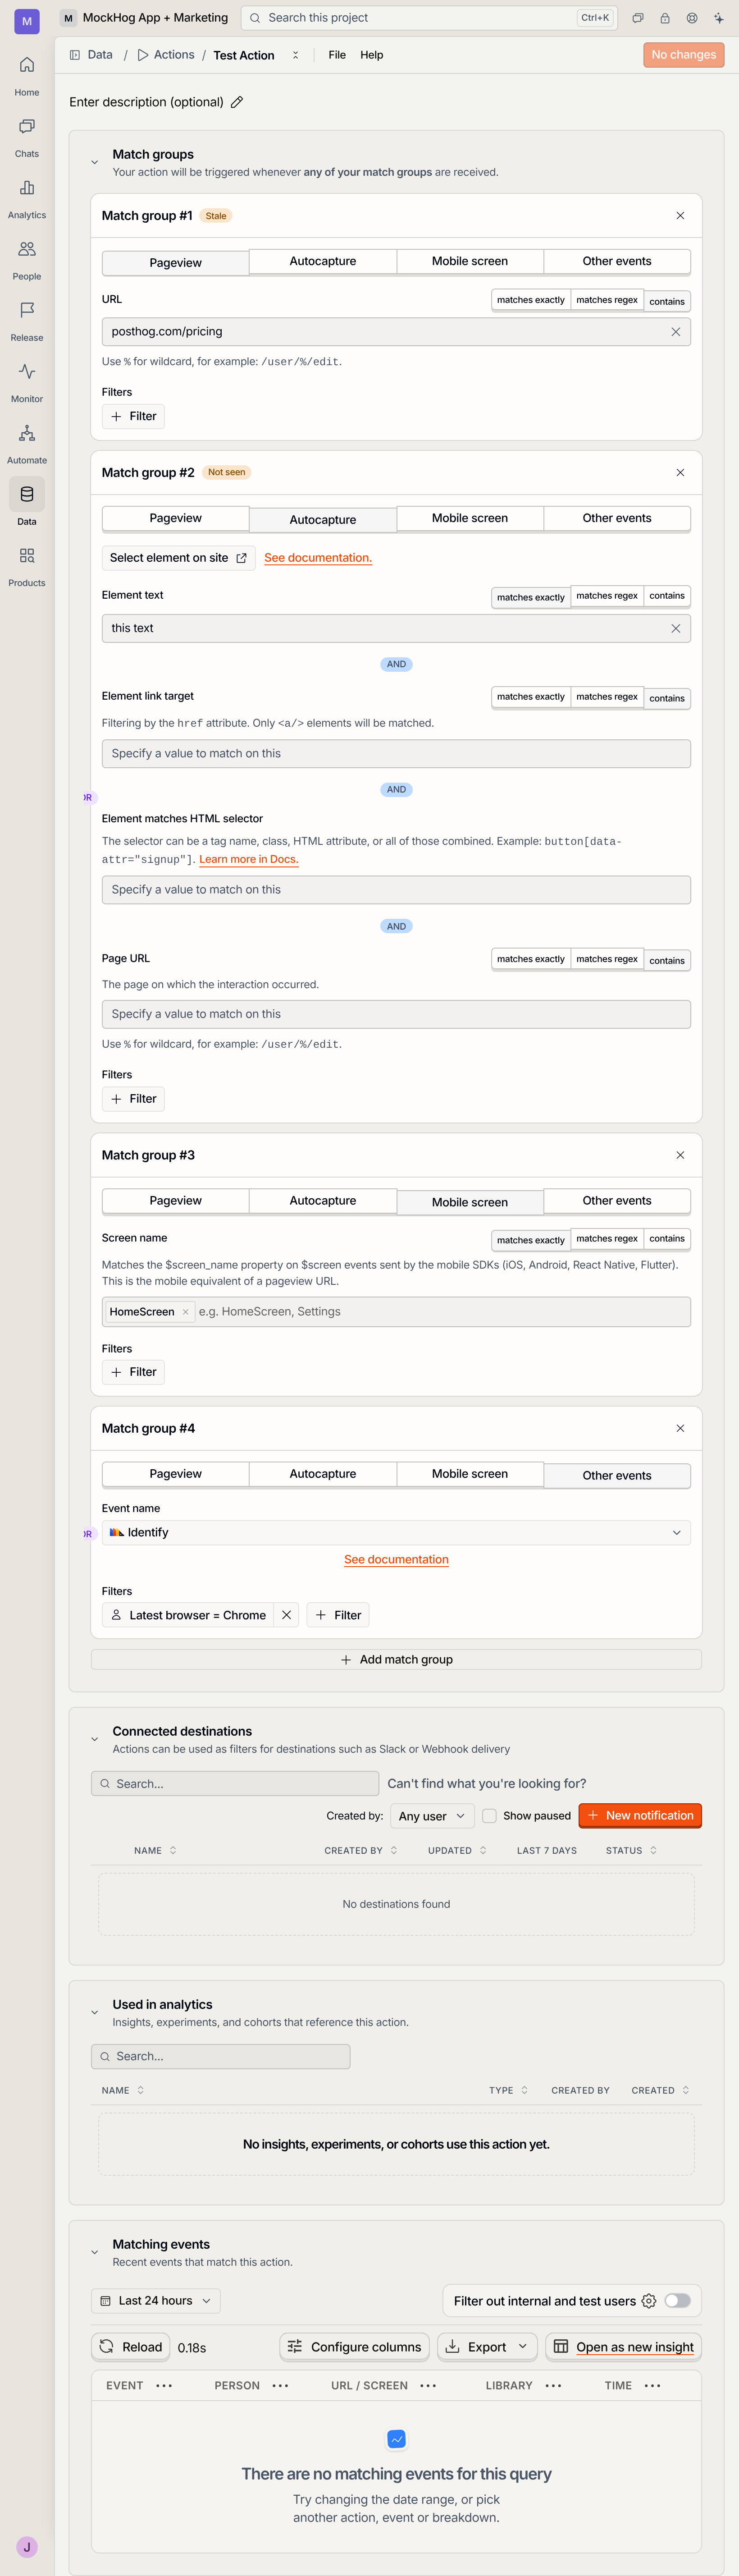 M
M MockHog App + Marketing
Search this project
Ctrl+K
Home
Chats
Analytics
People
Release
Monitor
Automate
Data
Products
J
Data / Actions / Test Action
File
Help
No changes
Enter description (optional)
Match groups
Your action will be triggered whenever any of your match groups are received.
Match group #1 Stale
Pageview Autocapture Mobile screen Other events
URL matches exactly matches regex contains
posthog.com/pricing
Use % for wildcard, for example: /user/%/edit.
Filters
Filter
Match group #2 Not seen
Pageview Autocapture Mobile screen Other events
Select element on site See documentation.
Element text matches exactly matches regex contains
this text
AND
Element link target matches exactly matches regex contains
Filtering by the href attribute. Only <a/> elements will be matched.
Specify a value to match on this
AND
OR
Element matches HTML selector
The selector can be a tag name, class, HTML attribute, or all of those combined. Example: button[data-
attr="signup"]. Learn more in Docs.
Specify a value to match on this
AND
Page URL matches exactly matches regex contains
The page on which the interaction occurred.
Specify a value to match on this
Use % for wildcard, for example: /user/%/edit.
Filters
Filter
Match group #3
Pageview Autocapture Mobile screen Other events
Screen name matches exactly matches regex contains
Matches the $screen_name property on $screen events sent by the mobile SDKs (iOS, Android, React Native, Flutter).
This is the mobile equivalent of a pageview URL.
HomeScreen e.g. HomeScreen, Settings
Filters
Filter
Match group #4
Pageview Autocapture Mobile screen Other events
Event name
OR
Identify
See documentation
Filters
Latest browser = Chrome Filter
Add match group
Connected destinations
Actions can be used as filters for destinations such as Slack or Webhook delivery
Search... Can't find what you're looking for?
Created by: Any user Show paused New notification
NAME CREATED BY UPDATED LAST 7 DAYS STATUS
No destinations found
Used in analytics
Insights, experiments, and cohorts that reference this action.
Search...
NAME TYPE CREATED BY CREATED
No insights, experiments, or cohorts use this action yet.
Matching events
Recent events that match this action.
Last 24 hours Filter out internal and test users
Reload 0.18s Configure columns Export Open as new insight
EVENT PERSON URL / SCREEN LIBRARY TIME
There are no matching events for this query
Try changing the date range, or pick
another action, event or breakdown.